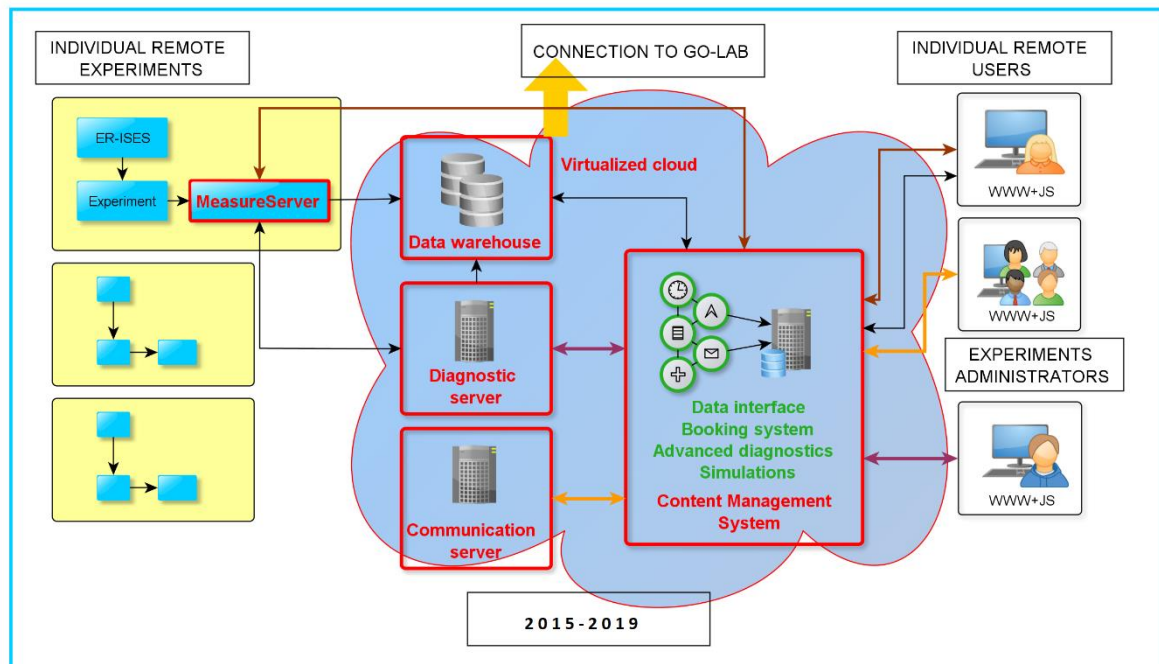 INDIVIDUAL REMOTE
EXPERIMENTS
CONNECTION TO GO-LAB
INDIVIDUAL REMOTE
USERS
ER-ISES
Experiment
MeasureServer
Virtualized cloud
Data warehouse
Diagnostic
server
Communication
server
Data interface
Booking system
Advanced diagnostics
Simulations
Content Management
System
WWW+JS
WWW+JS
EXPERIMENTS
ADMINISTRATORS
WWW+JS
2015-2019